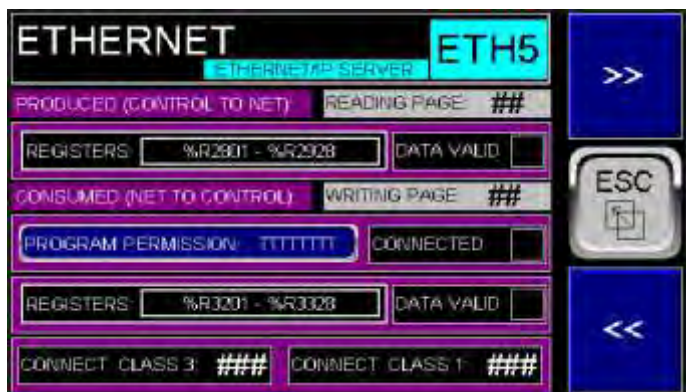 ETHERNET
ETHERNET/IP SERVER
ETH5
>>
PRODUCED (CONTROL TO NET):
READING PAGE: ##
REGISTERS: %R2801 - %R2928
DATA VALID
ESC
CONSUMED (NET TO CONTROL):
WRITING PAGE ##
PROGRAM PERMISSION: TTTTTTTT
CONNECTED
REGISTERS: %R3201 - %R3328
DATA VALID
<<
CONNECT CLASS 3: ###
CONNECT CLASS 1: ###